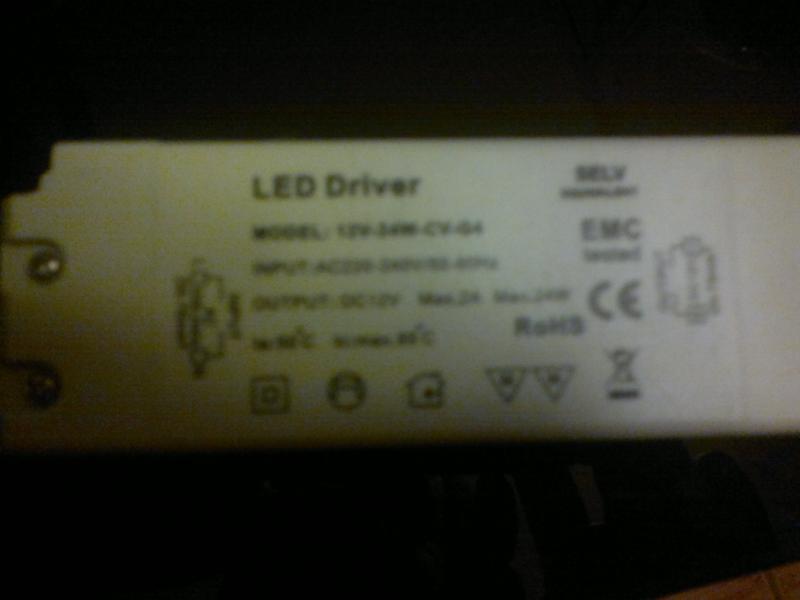 LED Driver
SELV
MODEL: 12V-24W-CV-G4
EMC
tested
INPUT:AC220-240V/50-60Hz
OUTPUT: DC12V Max.2A Max.24W
CE
RoHS